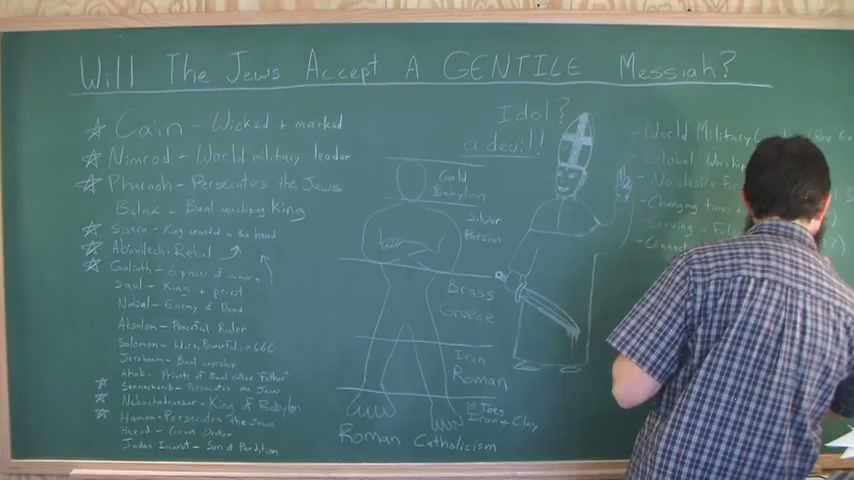 Will The Jews Accept A GENTILE Messiah?
Cain - Wicked + marked
Nimrod - World military leader
Pharaoh - Persecutes the Jews
Balak - Baal worshiping King
Sisera - King wounded in the head
Abimilech - Rebel
Goliath - 6 pieces of armor
Saul - King + priest
Nabal - Enemy of David
Absalom - Peaceful Ruler
Solomon - Wise, Powerful, + 666
Jeroboam - Baal worship
Ahab - Priests of Baal called "Father"
Sennacherib - Persecutes the Jews
Nebuchadnezzar - King of Babylon
Haman - Persecutes the Jews
Herod -
Judas Iscariot - Son of Perdition
Gold
Babylon
Silver
Persian
Brass
Greece
Iron
Roman
10 Toes
Iron + Clay
Roman Catholicism
Idol?
a devil!
- World Military (
- Global Worship
- No desire For
- Changing times
- Serving a
- Connect